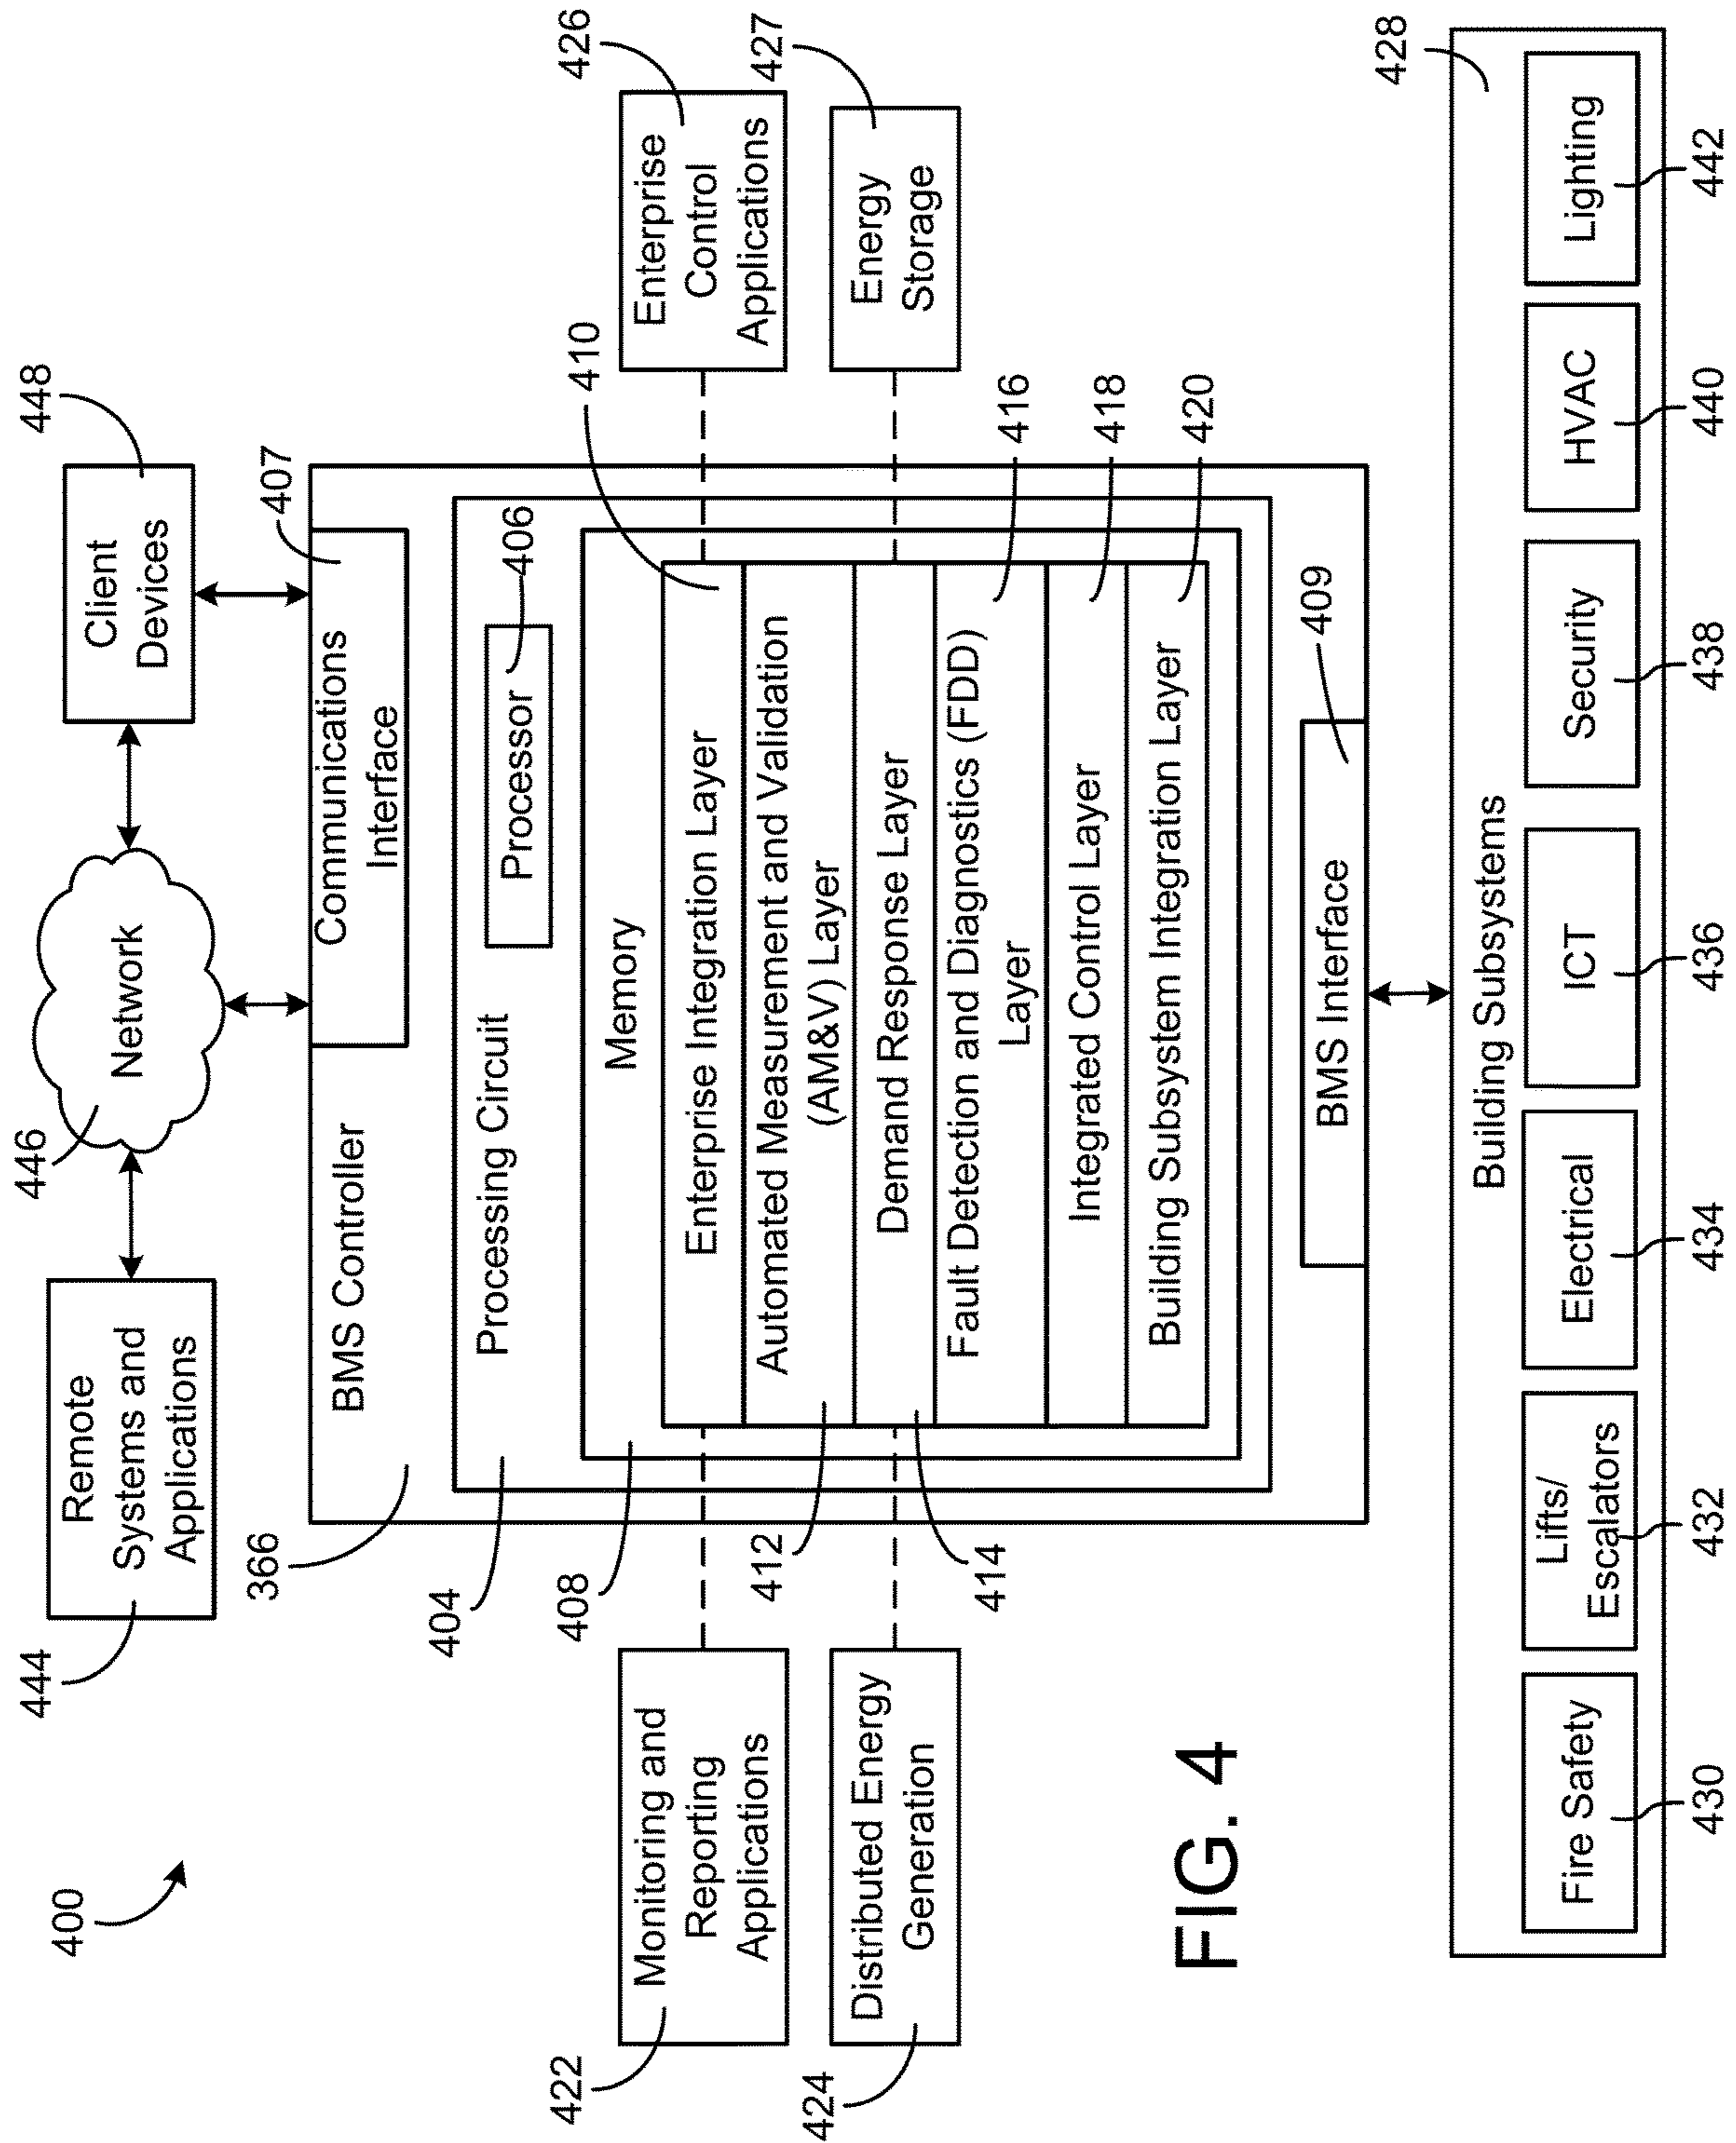 400
444
Remote
Systems and
Applications
446
Network
Client
Devices
448
366
BMS Controller
Communications
Interface
407
404
Processing Circuit
Processor
406
408
Memory
410
Enterprise Integration Layer
Automated Measurement and Validation
(AM&V) Layer
412
Demand Response Layer
414
Fault Detection and Diagnostics (FDD)
Layer
416
Integrated Control Layer
418
Building Subsystem Integration Layer
420
422
Monitoring and
Reporting
Applications
424
Distributed Energy
Generation
Enterprise
Control
Applications
426
Energy
Storage
427
BMS Interface
409
FIG. 4
Building Subsystems
428
Fire Safety
Lifts/
Escalators
Electrical
ICT
Security
HVAC
Lighting
430
432
434
436
438
440
442